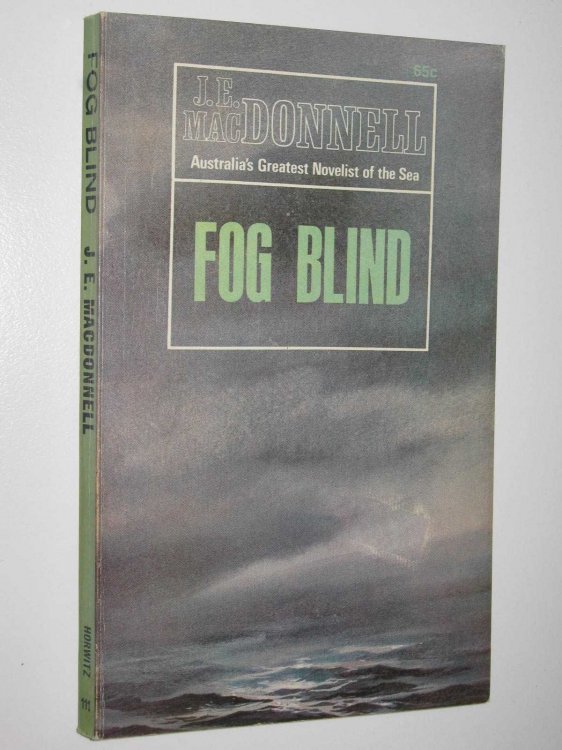 FOG BLIND J. E. MACDONNELL
HORWITZ
111
65c
J.E.
MACDONNELL
Australia's Greatest Novelist of the Sea
FOG BLIND